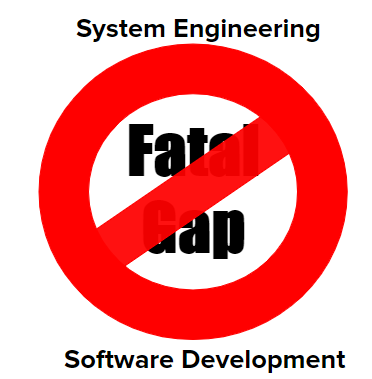 System Engineering
Fatal
Gap
Software Development